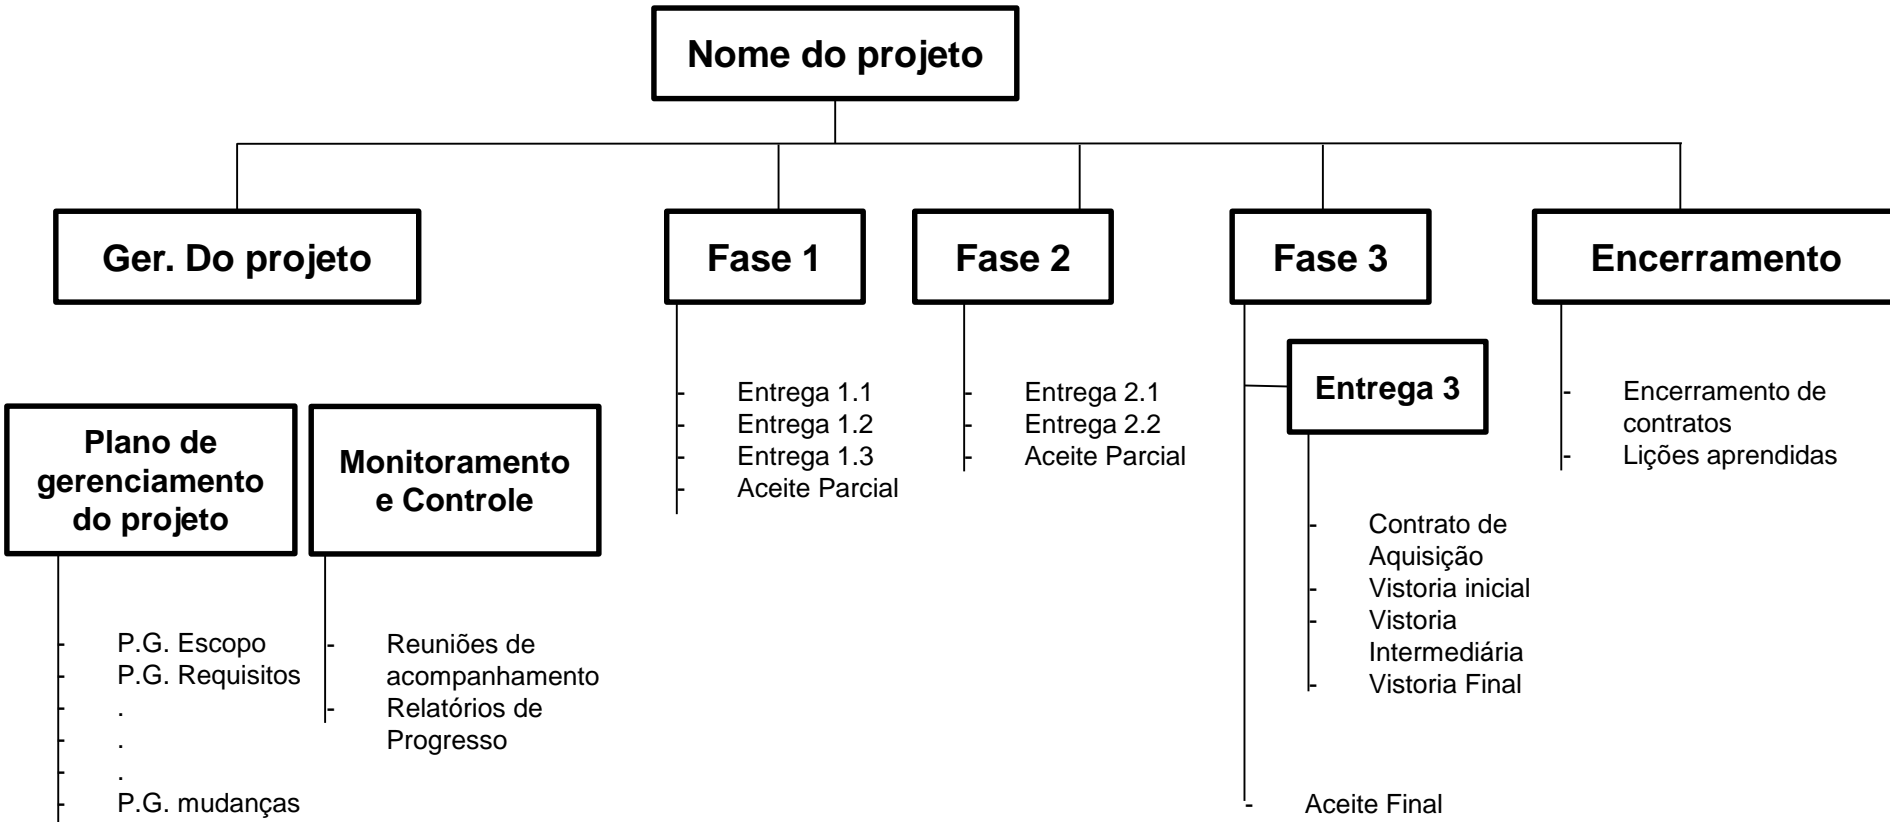 Nome do projeto
Ger. Do projeto
Fase 1
Fase 2
Fase 3
Encerramento
Plano de
gerenciamento
do projeto
- P.G. Escopo
- P.G. Requisitos
- .
- .
- .
- P.G. mudanças
Monitoramento
e Controle
- Reuniões de
acompanhamento
- Relatórios de
Progresso
- Entrega 1.1
- Entrega 1.2
- Entrega 1.3
- Aceite Parcial
- Entrega 2.1
- Entrega 2.2
- Aceite Parcial
Entrega 3
- Contrato de
Aquisição
- Vistoria inicial
- Vistoria
Intermediária
- Vistoria Final
- Aceite Final
- Encerramento de
contratos
- Lições aprendidas